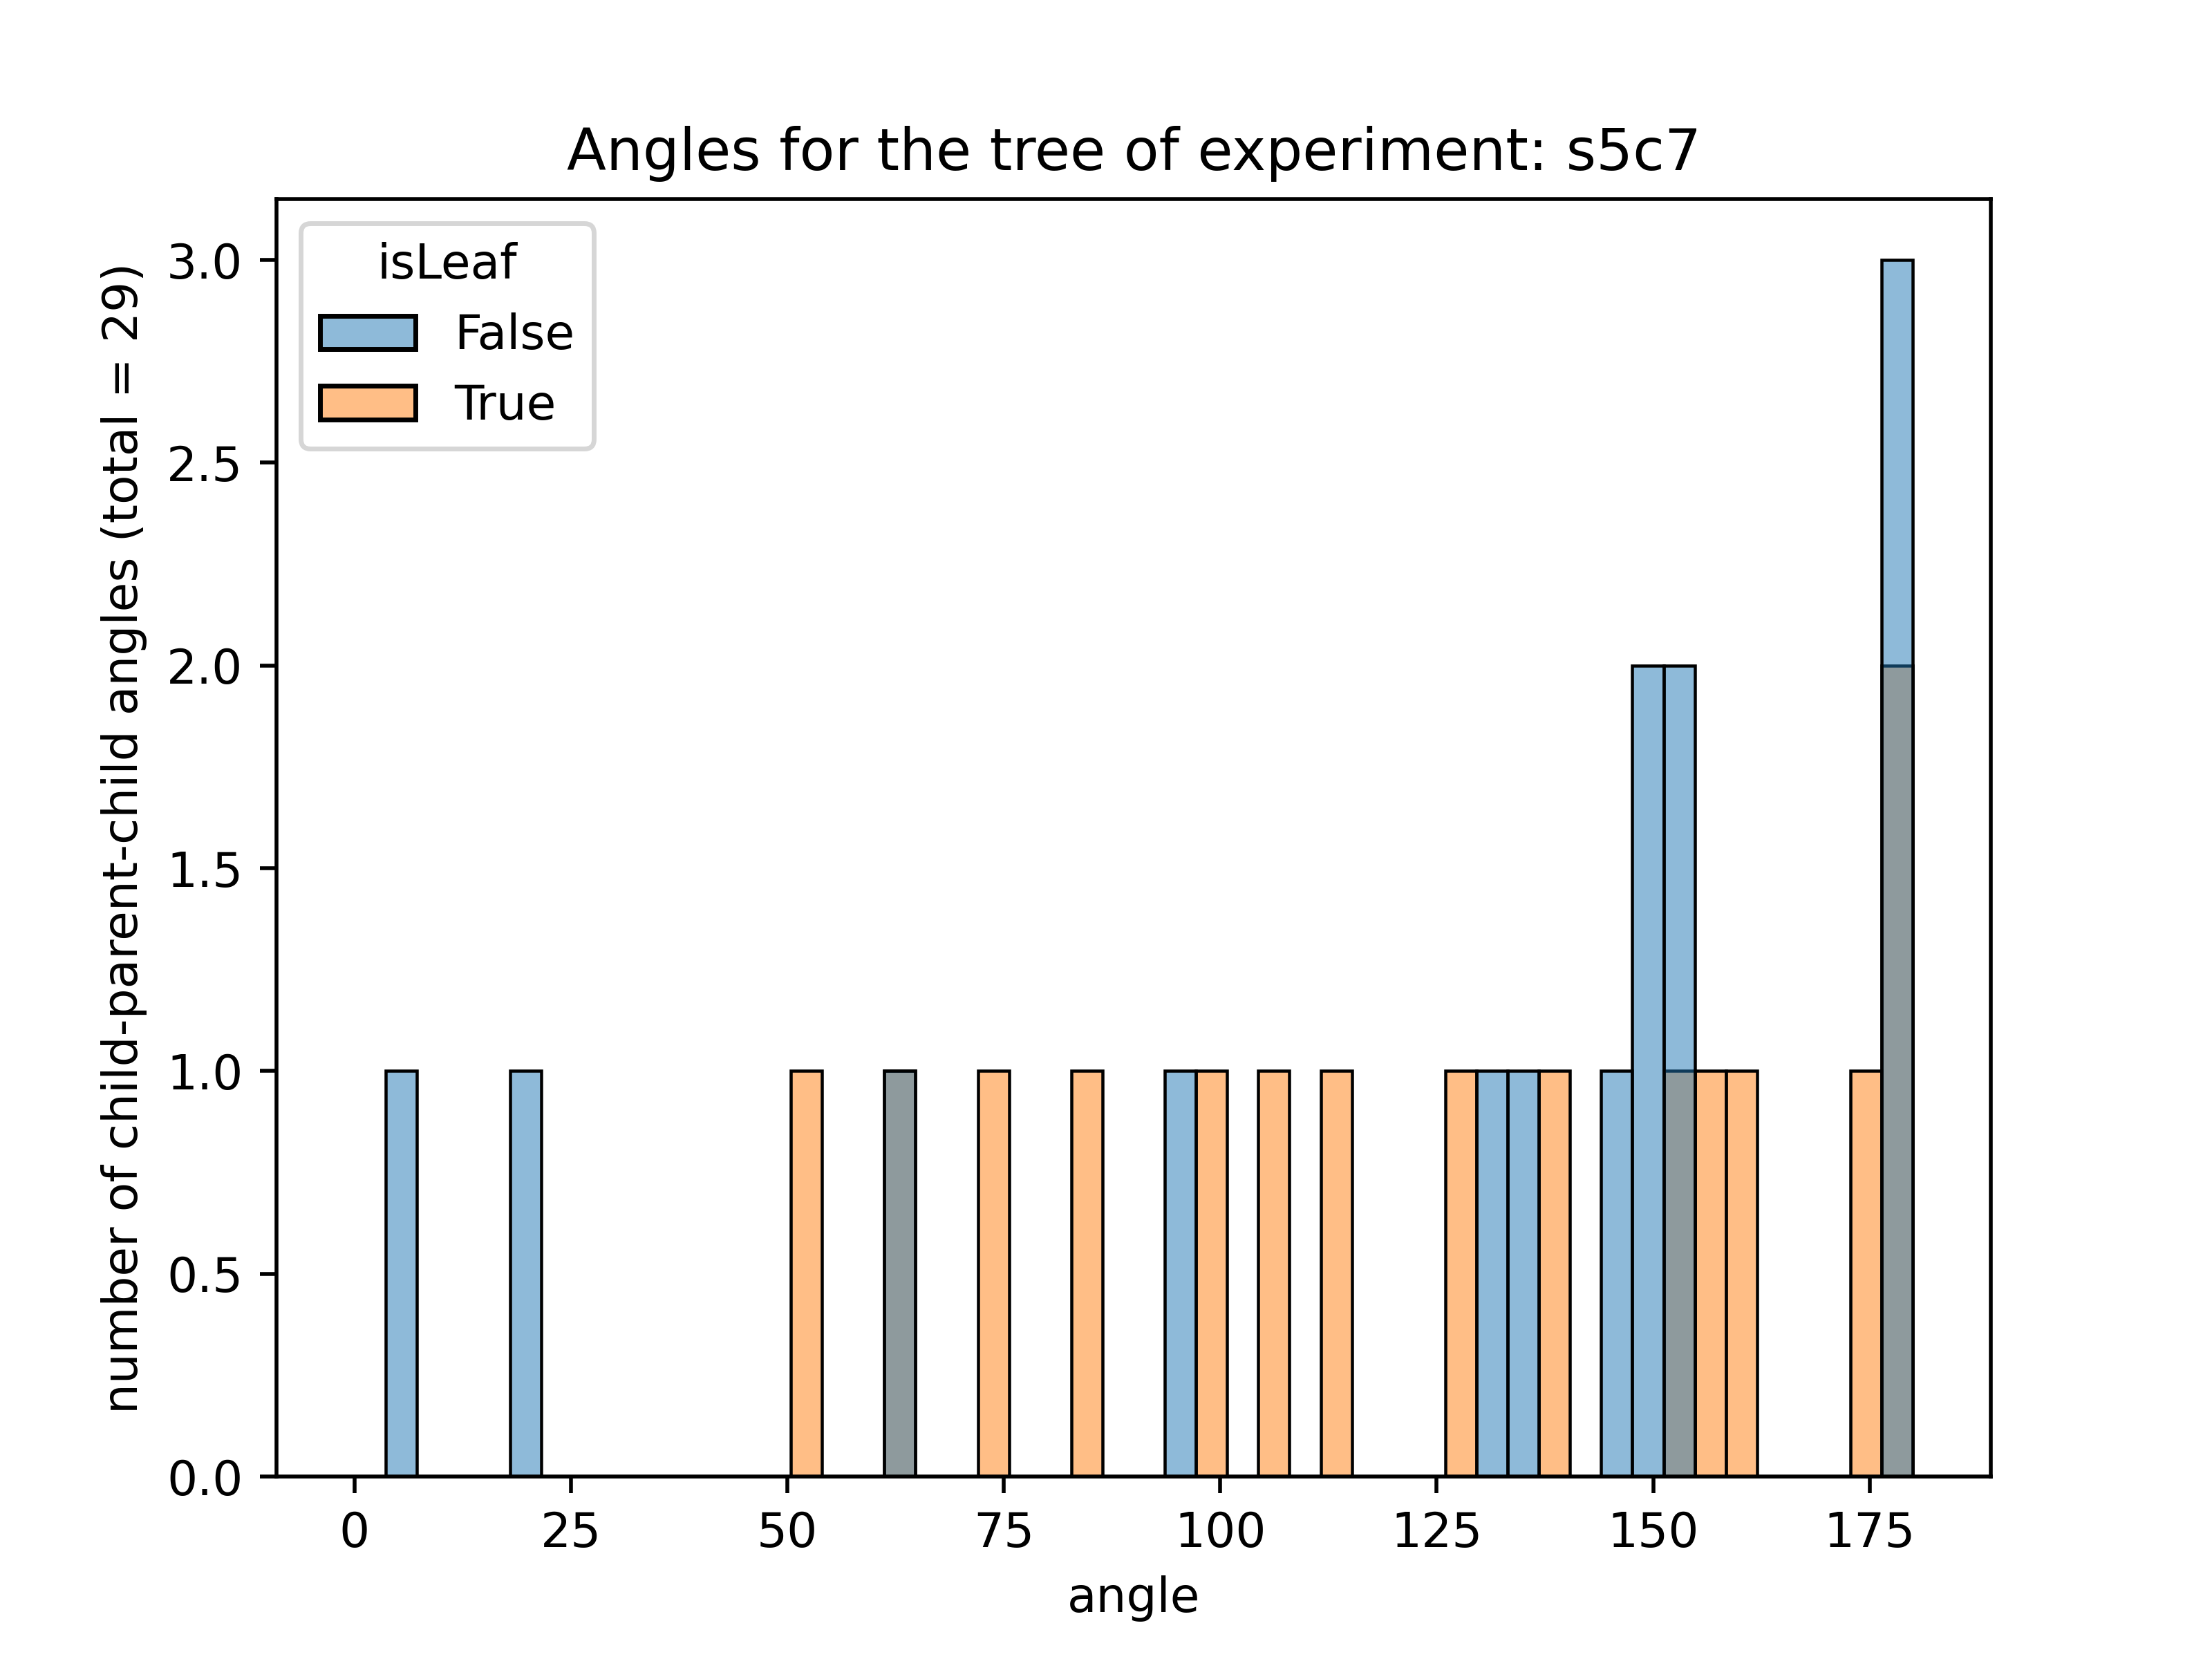 Angles for the tree of experiment: s5c7
isLeaf
False
True
number of child-parent-child angles (total = 29)
3.0
2.5
2.0
1.5
1.0
0.5
0.0
0 25 50 75 100 125 150 175
angle